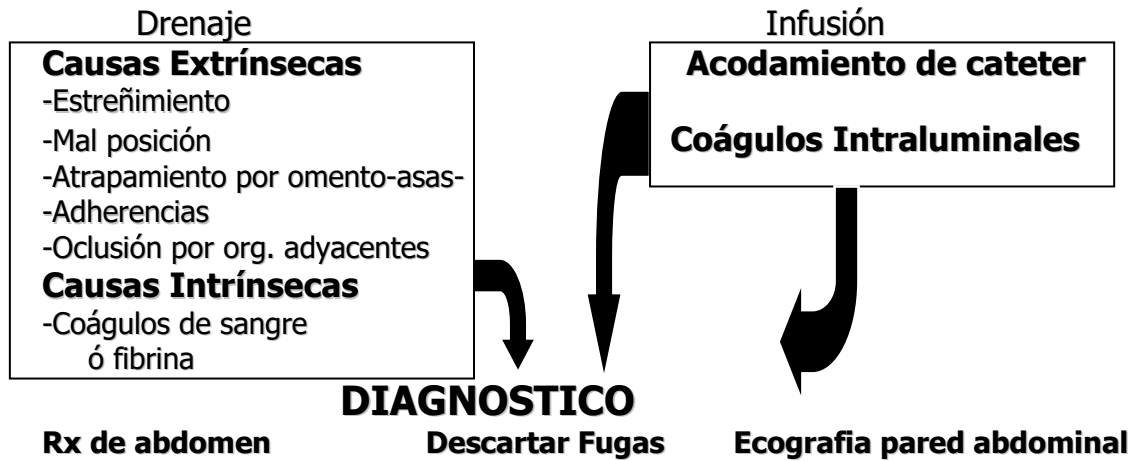 Drenaje
Causas Extrínsecas
-Estreñimiento
-Mal posición
-Atrapamiento por omento-asas-
-Adherencias
-Oclusión por org. adyacentes
Causas Intrínsecas
-Coágulos de sangre
ó fibrina
Infusión
Acodamiento de cateter
Coágulos Intraluminales
DIAGNOSTICO
Rx de abdomen Descartar Fugas Ecografia pared abdominal